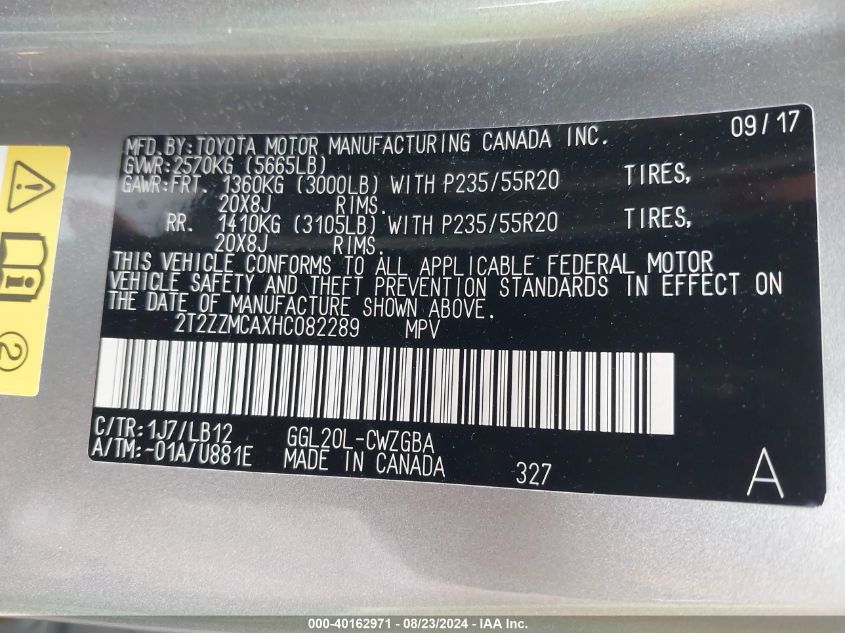 09/17
MFD.BY:TOYOTA MOTOR MANUFACTURING CANADA INC.
GVWR:2570KG (5665LB)
GAWR:FRT. 1360KG (3000LB) WITH P235/55R20 TIRES,
20X8J RIMS.
RR. 1410KG (3105LB) WITH P235/55R20 TIRES,
20X8J RIMS.
THIS VEHICLE CONFORMS TO ALL APPLICABLE FEDERAL MOTOR
VEHICLE SAFETY AND THEFT PREVENTION STANDARDS IN EFFECT ON
THE DATE OF MANUFACTURE SHOWN ABOVE.
2T2ZZMCAXHC082289 MPV
C/TR:1J7/LB12 GGL20L-CWZGBA
A/TM:-01A/U881E MADE IN CANADA 327
A
2
000-40162971 - 08/23/2024 - IAA Inc.